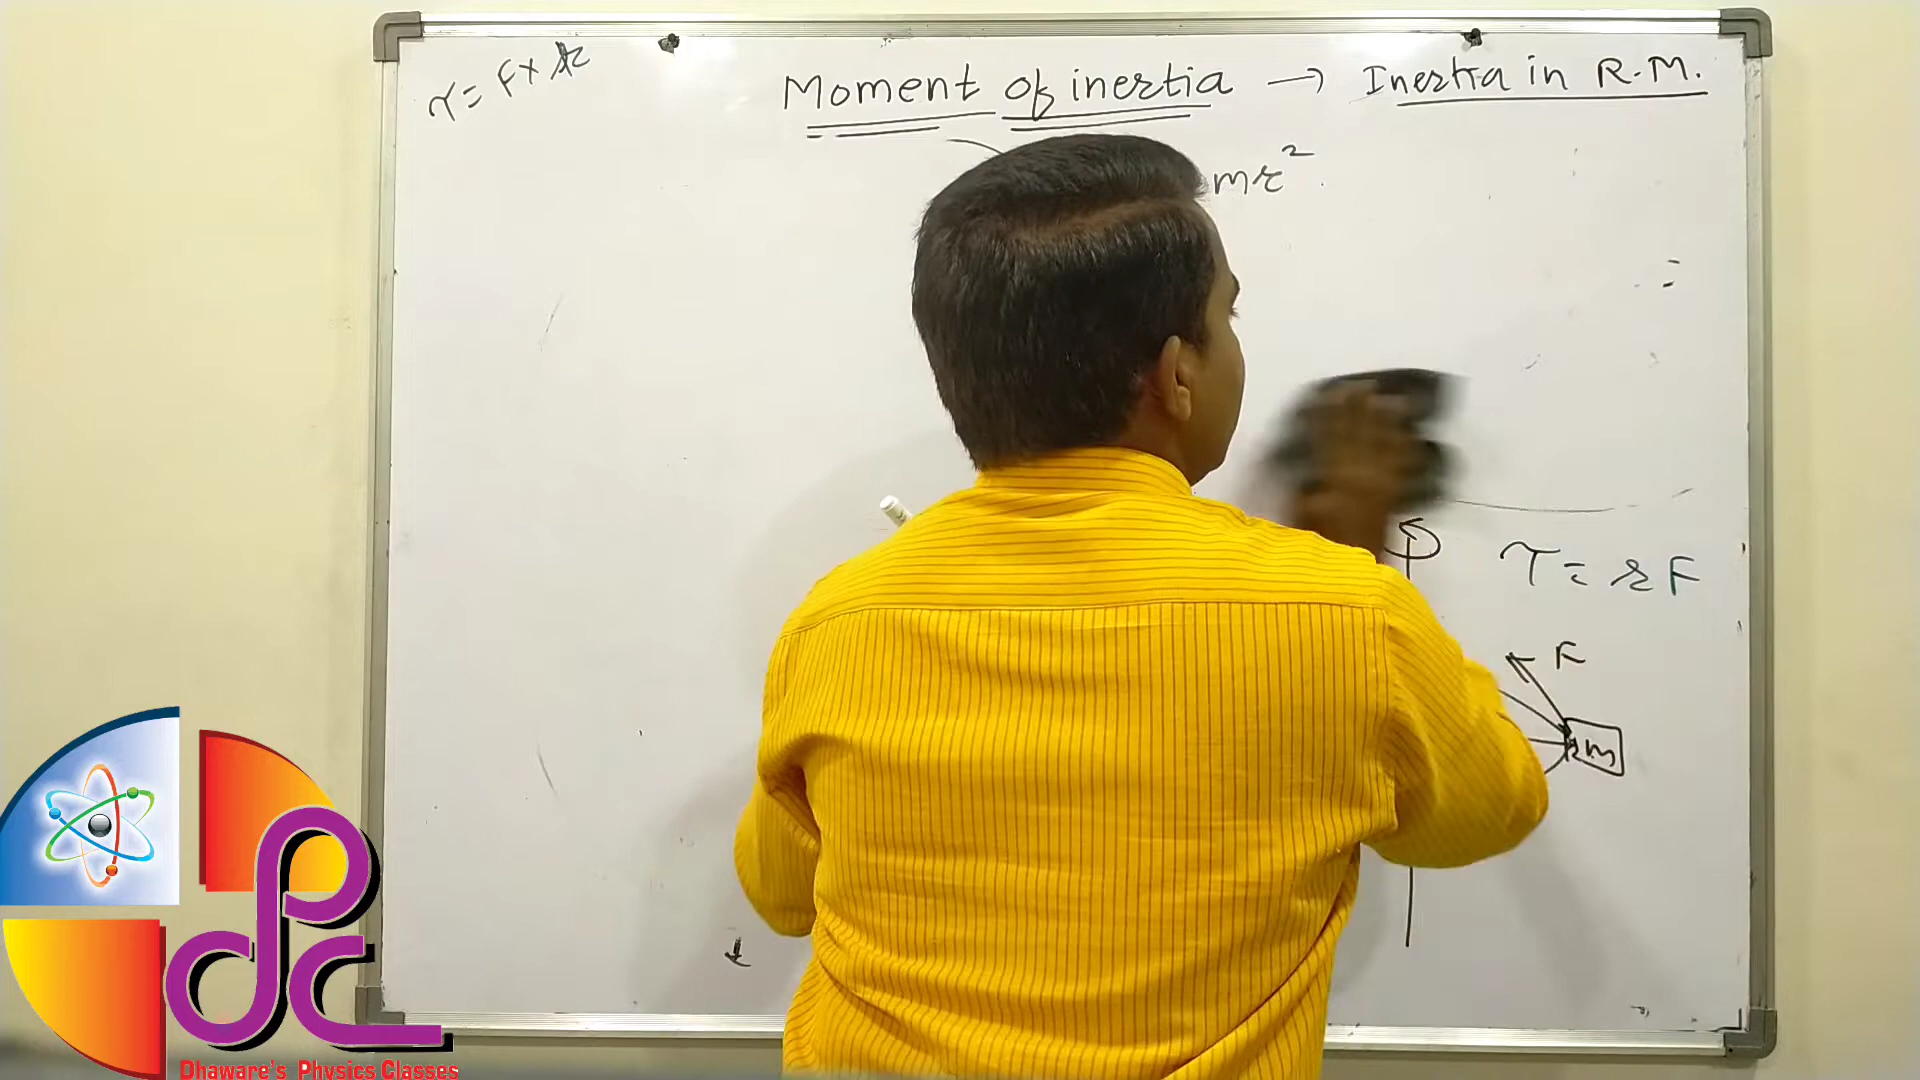 τ = F × r
Moment of inertia → Inertia in R.M.
mr²
τ = rF
F
m
Dhaware's Physics Classes